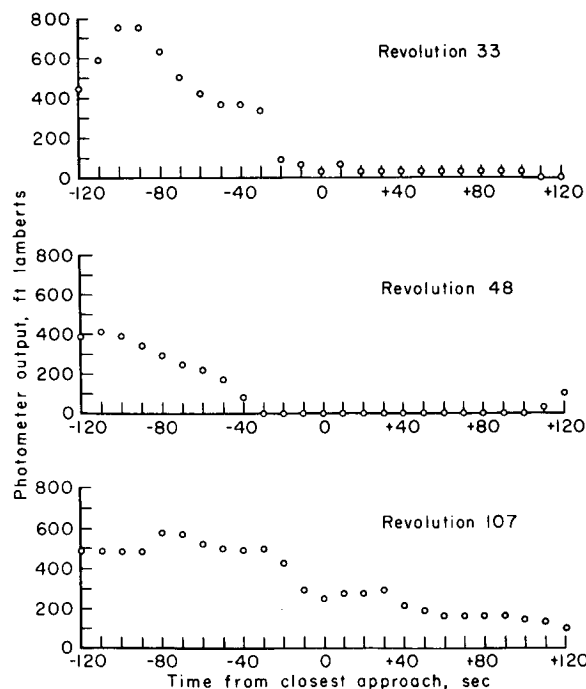 Photometer output, ft lamberts
800
600
400
200
0
Revolution 33
-120 -80 -40 0 +40 +80 +120
800
600
400
200
0
Revolution 48
-120 -80 -40 0 +40 +80 +120
800
600
400
200
0
Revolution 107
-120 -80 -40 0 +40 +80 +120
Time from closest approach, sec